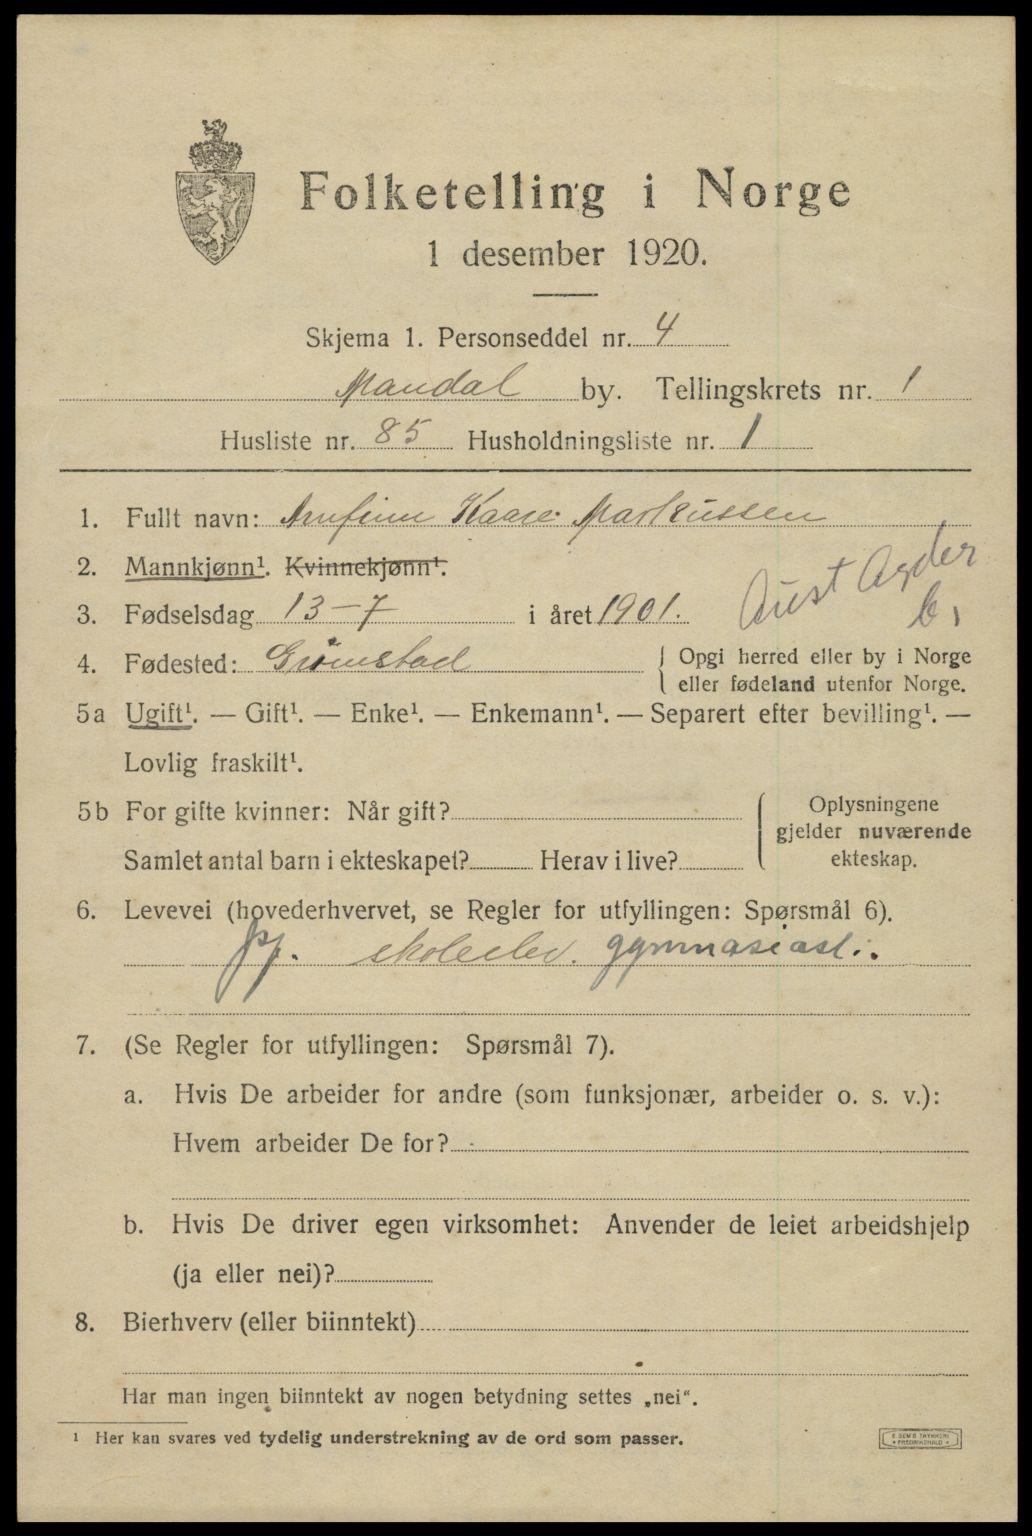 Folketelling i Norge
1 desember 1920.
Skjema 1. Personseddel nr. 4
Mandal by. Tellingskrets nr. 1
Husliste nr. 85 Husholdningsliste nr. 1
1. Fullt navn: Arnfinn Kaare Markussen
2. Mannkjønn¹. Kvinnekjønn¹.
Aust Agder
b.
3. Fødselsdag 13-7 i året 1901.
4. Fødested: Grimstad { Opgi herred eller by i Norge
eller fødeland utenfor Norge.
5a Ugift¹. — Gift¹. — Enke¹. — Enkemann¹. — Separert efter bevilling¹. —
Lovlig fraskilt¹.
5b For gifte kvinner: Når gift?
Samlet antal barn i ekteskapet? Herav i live?
{ Oplysningene
gjelder nuværende
ekteskap.
6. Levevei (hovederhvervet, se Regler for utfyllingen: Spørsmål 6).
pf. skoleelev. gymnasiast.
7. (Se Regler for utfyllingen: Spørsmål 7).
a. Hvis De arbeider for andre (som funksjonær, arbeider o. s. v.):
Hvem arbeider De for?
b. Hvis De driver egen virksomhet: Anvender de leiet arbeidshjelp
(ja eller nei)?
8. Bierhverv (eller biinntekt)
Har man ingen biinntekt av nogen betydning settes „nei“.
¹ Her kan svares ved tydelig understrekning av de ord som passer.
E. SEM'S TRYKKERI
• FREDRIKSHALD •